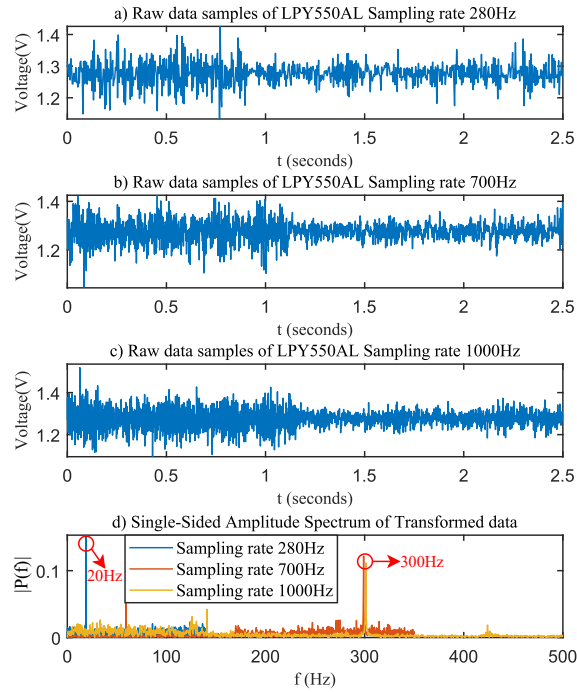 a) Raw data samples of LPY550AL Sampling rate 280Hz
1.4
1.3
1.2
Voltage(V)
0 0.5 1 1.5 2 2.5
t (seconds)
b) Raw data samples of LPY550AL Sampling rate 700Hz
1.4
1.2
Voltage(V)
0 0.5 1 1.5 2 2.5
t (seconds)
c) Raw data samples of LPY550AL Sampling rate 1000Hz
1.4
1.2
Voltage(V)
0 0.5 1 1.5 2 2.5
t (seconds)
d) Single-Sided Amplitude Spectrum of Transformed data
Sampling rate 280Hz
Sampling rate 700Hz
Sampling rate 1000Hz
20Hz
300Hz
0.1
0
|P(f)|
0 100 200 300 400 500
f (Hz)